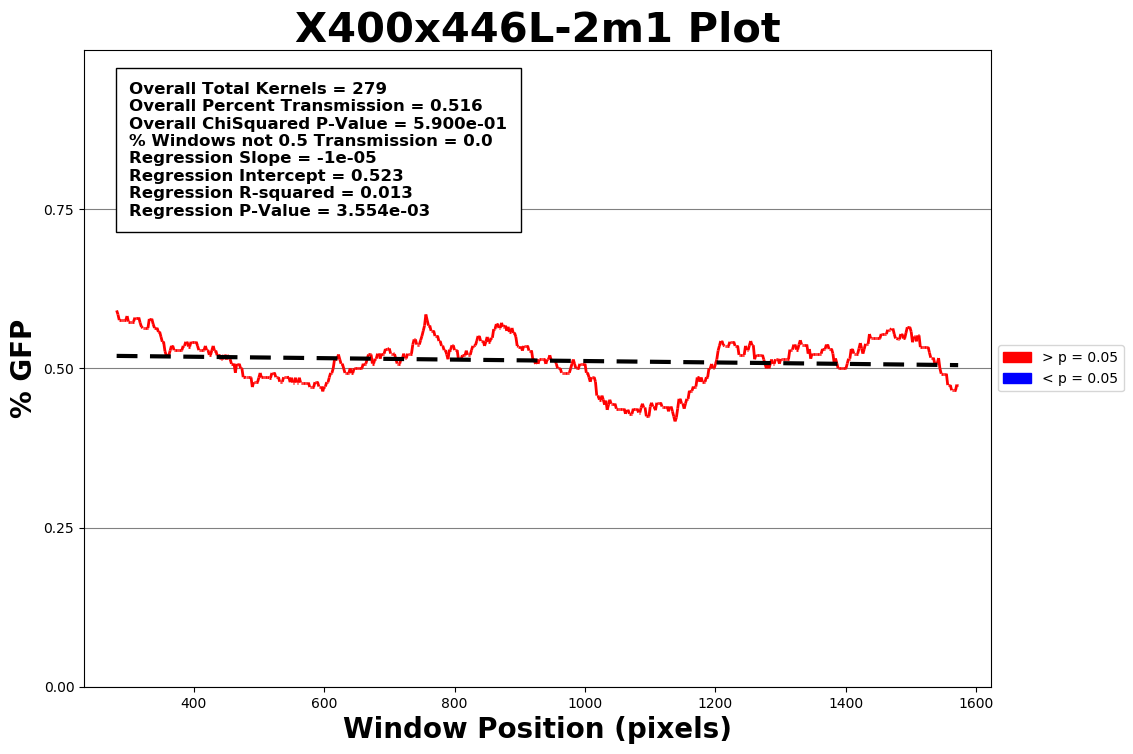 X400x446L-2m1 Plot
Overall Total Kernels = 279
Overall Percent Transmission = 0.516
Overall ChiSquared P-Value = 5.900e-01
% Windows not 0.5 Transmission = 0.0
Regression Slope = -1e-05
Regression Intercept = 0.523
Regression R-squared = 0.013
Regression P-Value = 3.554e-03
% GFP
0.75
0.50
0.25
0.00
> p = 0.05
< p = 0.05
400 600 800 1000 1200 1400 1600
Window Position (pixels)